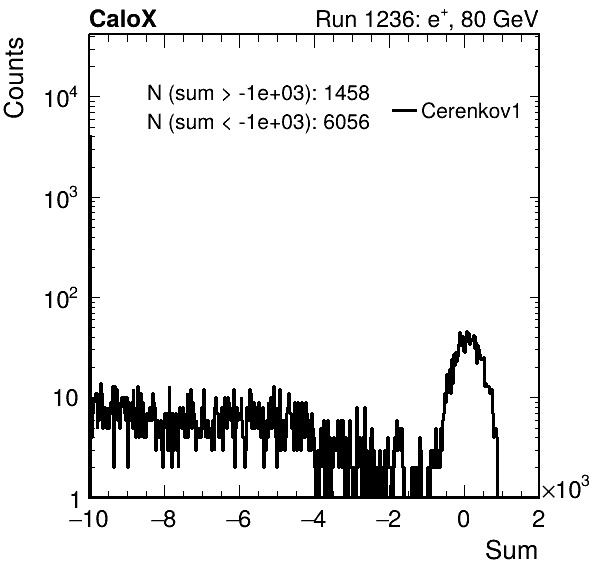 CaloX Run 1236: e⁺, 80 GeV
Counts
N (sum > -1e+03): 1458
N (sum < -1e+03): 6056
Cerenkov1
10⁴
10³
10²
10
1
−10 −8 −6 −4 −2 0 2
×10³
Sum